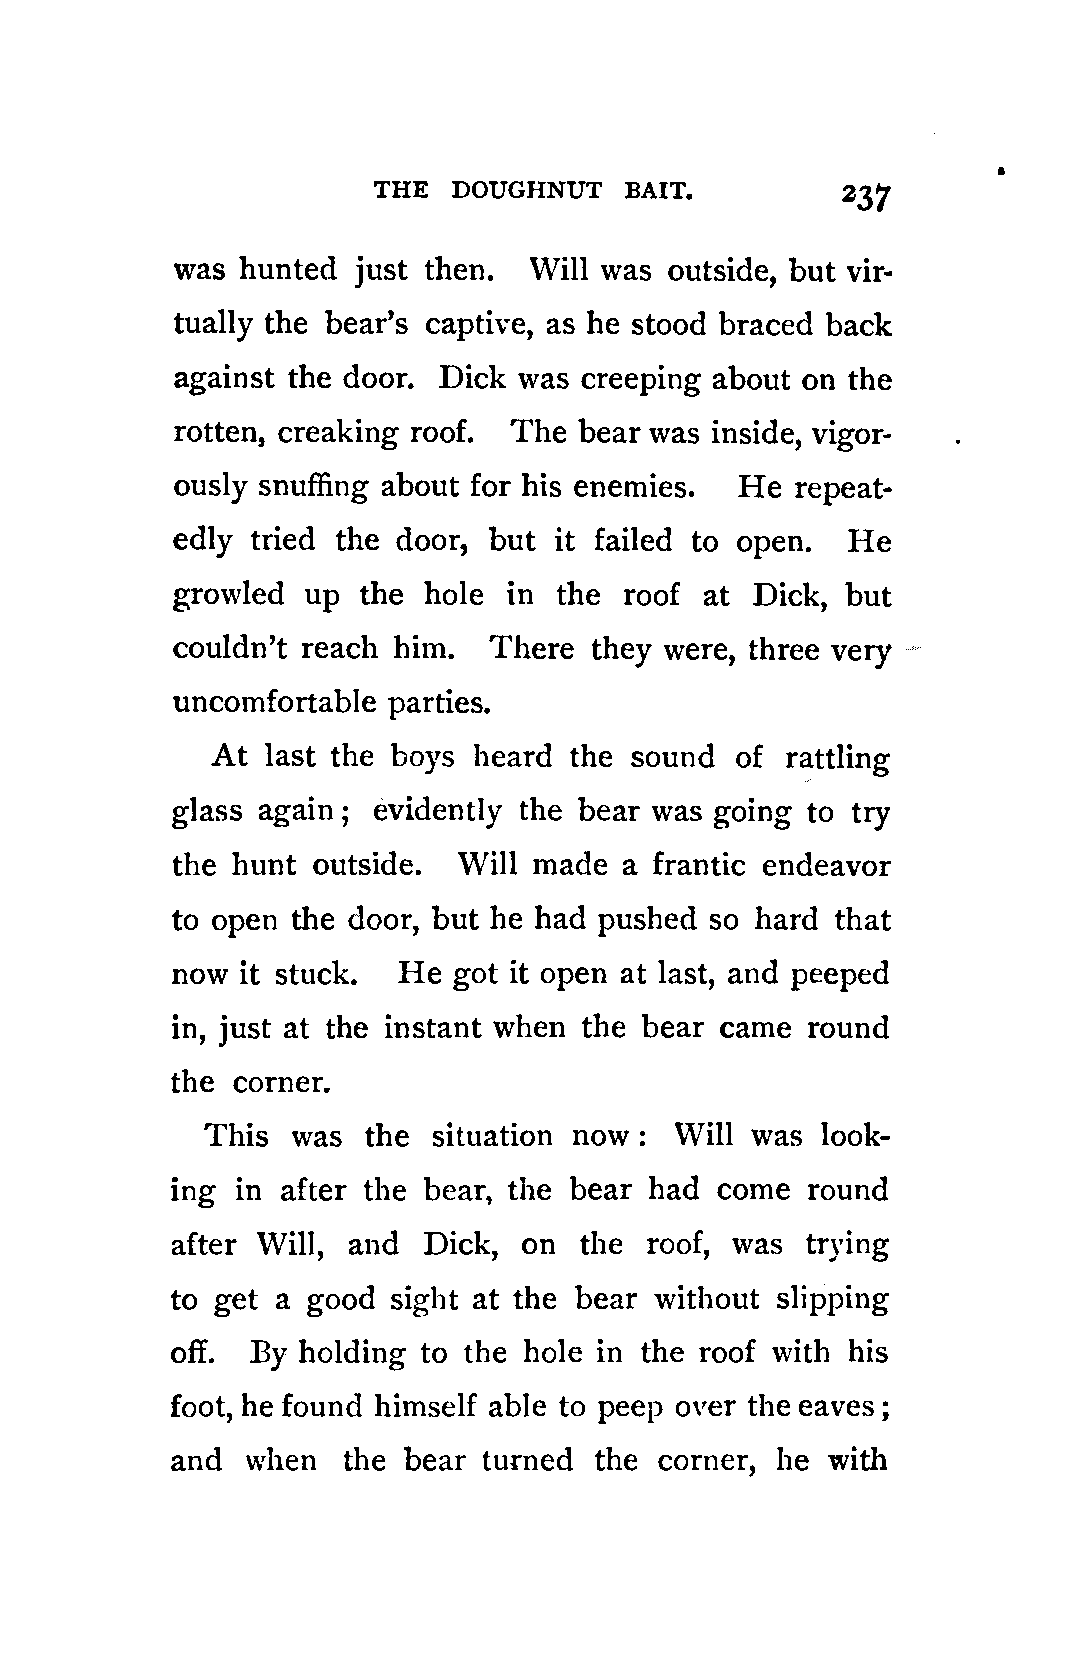 THE DOUGHNUT BAIT. 237
was hunted just then. Will was outside, but vir-
tually the bear's captive, as he stood braced back
against the door. Dick was creeping about on the
rotten, creaking roof. The bear was inside, vigor-
ously snuffing about for his enemies. He repeat-
edly tried the door, but it failed to open. He
growled up the hole in the roof at Dick, but
couldn't reach him. There they were, three very
uncomfortable parties.
At last the boys heard the sound of rattling
glass again; evidently the bear was going to try
the hunt outside. Will made a frantic endeavor
to open the door, but he had pushed so hard that
now it stuck. He got it open at last, and peeped
in, just at the instant when the bear came round
the corner.
This was the situation now: Will was look-
ing in after the bear, the bear had come round
after Will, and Dick, on the roof, was trying
to get a good sight at the bear without slipping
off. By holding to the hole in the roof with his
foot, he found himself able to peep over the eaves;
and when the bear turned the corner, he with